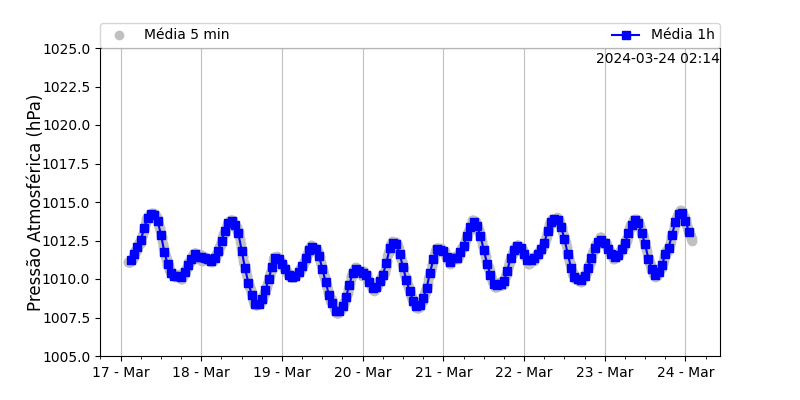 Média 5 min
Média 1h
2024-03-24 02:14
Pressão Atmosférica (hPa)
1025.0
1022.5
1020.0
1017.5
1015.0
1012.5
1010.0
1007.5
1005.0
17 - Mar
18 - Mar
19 - Mar
20 - Mar
21 - Mar
22 - Mar
23 - Mar
24 - Mar